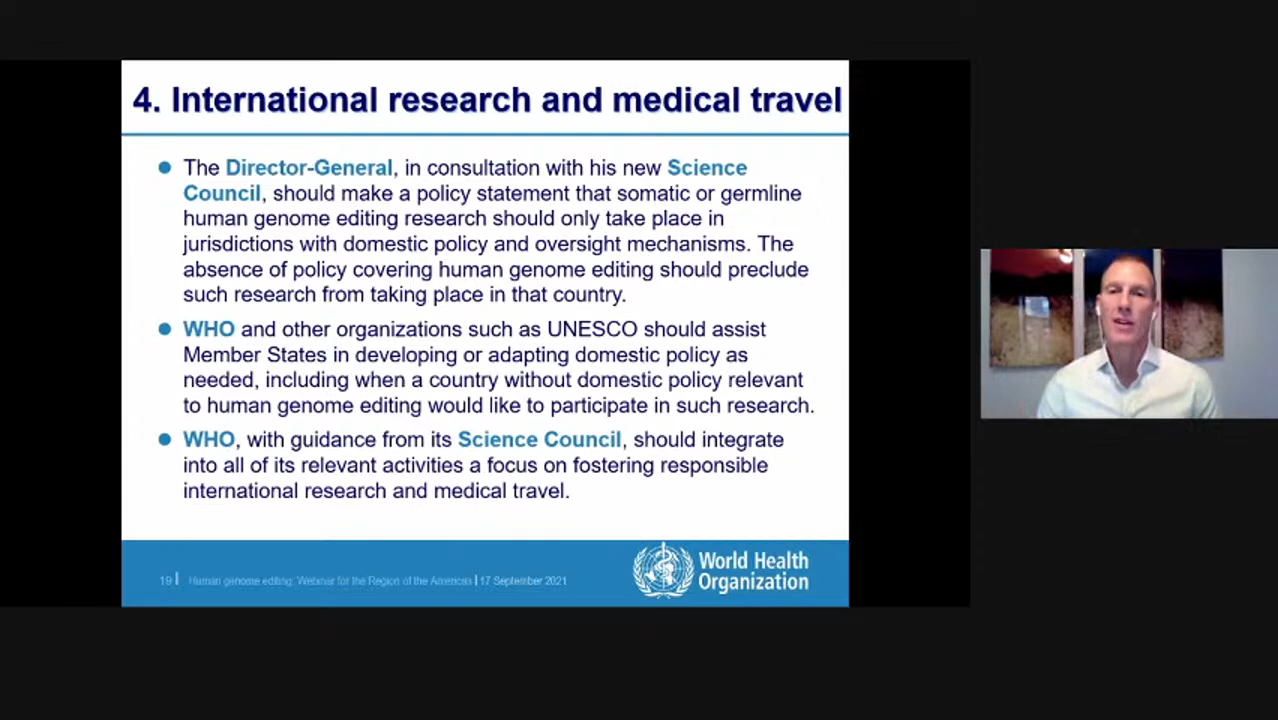 4. International research and medical travel
The Director-General, in consultation with his new Science
Council, should make a policy statement that somatic or germline
human genome editing research should only take place in
jurisdictions with domestic policy and oversight mechanisms. The
absence of policy covering human genome editing should preclude
such research from taking place in that country.
WHO and other organizations such as UNESCO should assist
Member States in developing or adapting domestic policy as
needed, including when a country without domestic policy relevant
to human genome editing would like to participate in such research.
WHO, with guidance from its Science Council, should integrate
into all of its relevant activities a focus on fostering responsible
international research and medical travel.
19 | Human genome editing: Webinar for the Region of the Americas | 17 September 2021
World Health
Organization